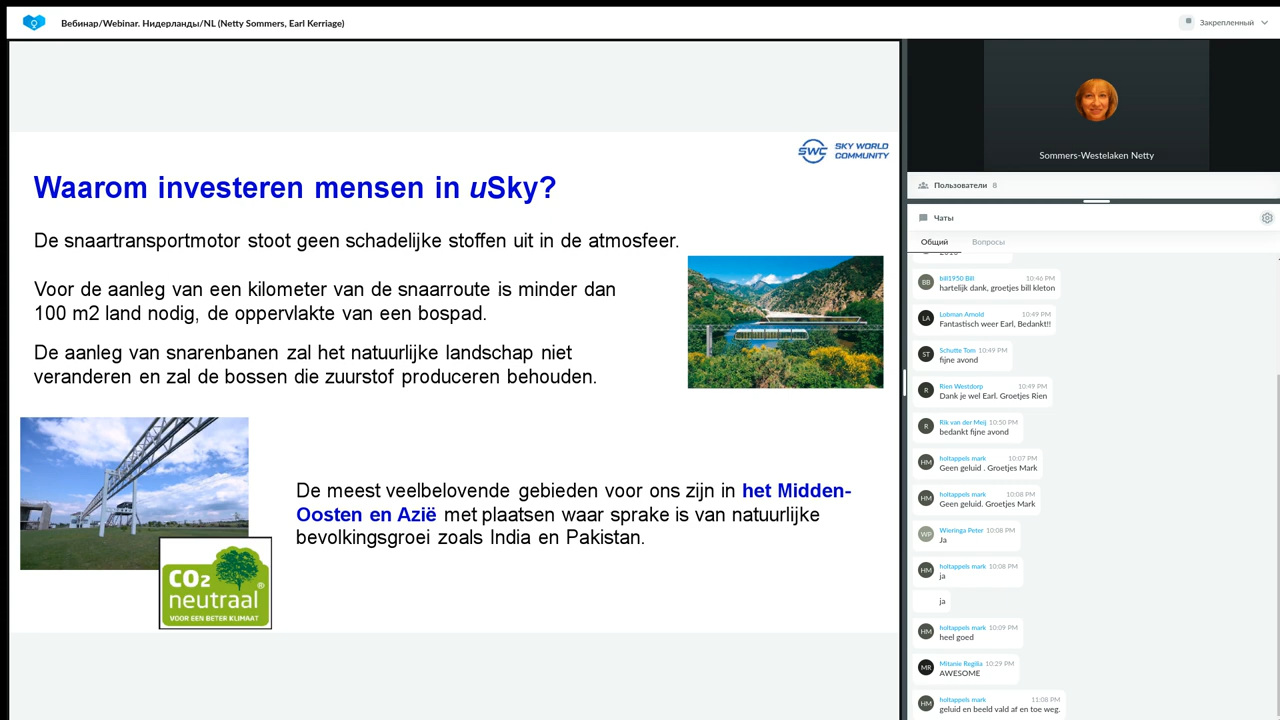 Вебинар/Webinar. Нидерланды/NL (Netty Sommers, Earl Kerriage)
Закрепленный
SWC SKY WORLD
COMMUNITY
Waarom investeren mensen in uSky?
De snaartransportmotor stoot geen schadelijke stoffen uit in de atmosfeer.
Voor de aanleg van een kilometer van de snaarroute is minder dan
100 m2 land nodig, de oppervlakte van een bospad.
De aanleg van snarenbanen zal het natuurlijke landschap niet
veranderen en zal de bossen die zuurstof produceren behouden.
De meest veelbelovende gebieden voor ons zijn in het Midden-
Oosten en Azië met plaatsen waar sprake is van natuurlijke
bevolkingsgroei zoals India en Pakistan.
CO2
neutraal®
VOOR EEN BETER KLIMAAT
Sommers-Westelaken Netty
Пользователи 8
Чаты
Общий Вопросы
BB bill1950 Bill 10:46 PM
hartelijk dank, groetjes bill kleton
LA Lobman Arnold 10:49 PM
Fantastisch weer Earl, Bedankt!!
ST Schutte Tom 10:49 PM
fijne avond
R Rien Westdorp 10:49 PM
Dank je wel Earl. Groetjes Rien
R Rik van der Meij 10:50 PM
bedankt fijne avond
HM holtappels mark 10:07 PM
Geen geluid . Groetjes Mark
HM holtappels mark 10:08 PM
Geen geluid. Groetjes Mark
WP Wieringa Peter 10:08 PM
Ja
HM holtappels mark 10:08 PM
ja
ja
HM holtappels mark 10:09 PM
heel goed
MR Mitanie Regilia 10:29 PM
AWESOME
HM holtappels mark 11:08 PM
geluid en beeld vald af en toe weg.